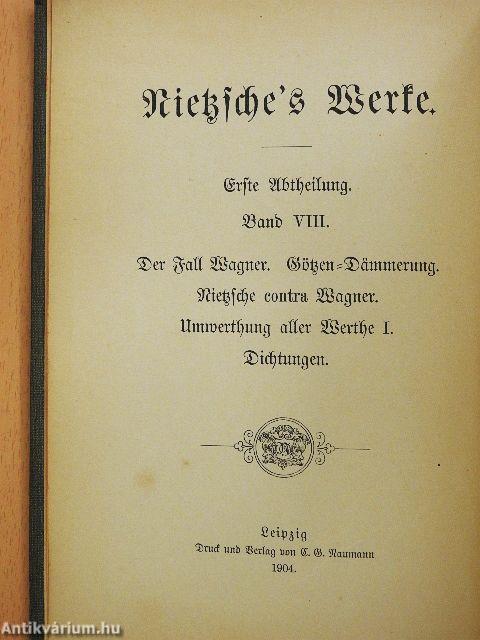 Nietzsche's Werke.
Erste Abtheilung.
Band VIII.
Der Fall Wagner. Götzen-Dämmerung.
Nietzsche contra Wagner.
Umwerthung aller Werthe I.
Dichtungen.
Leipzig
Druck und Verlag von C. G. Naumann
1904.
Antikvárium.hu